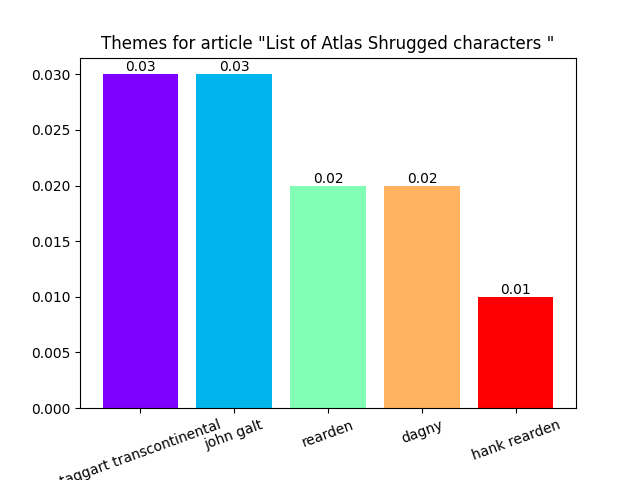 Themes for article "List of Atlas Shrugged characters "
0.030
0.025
0.020
0.015
0.010
0.005
0.000
0.03
0.03
0.02
0.02
0.01
taggart transcontinental
john galt
rearden
dagny
hank rearden